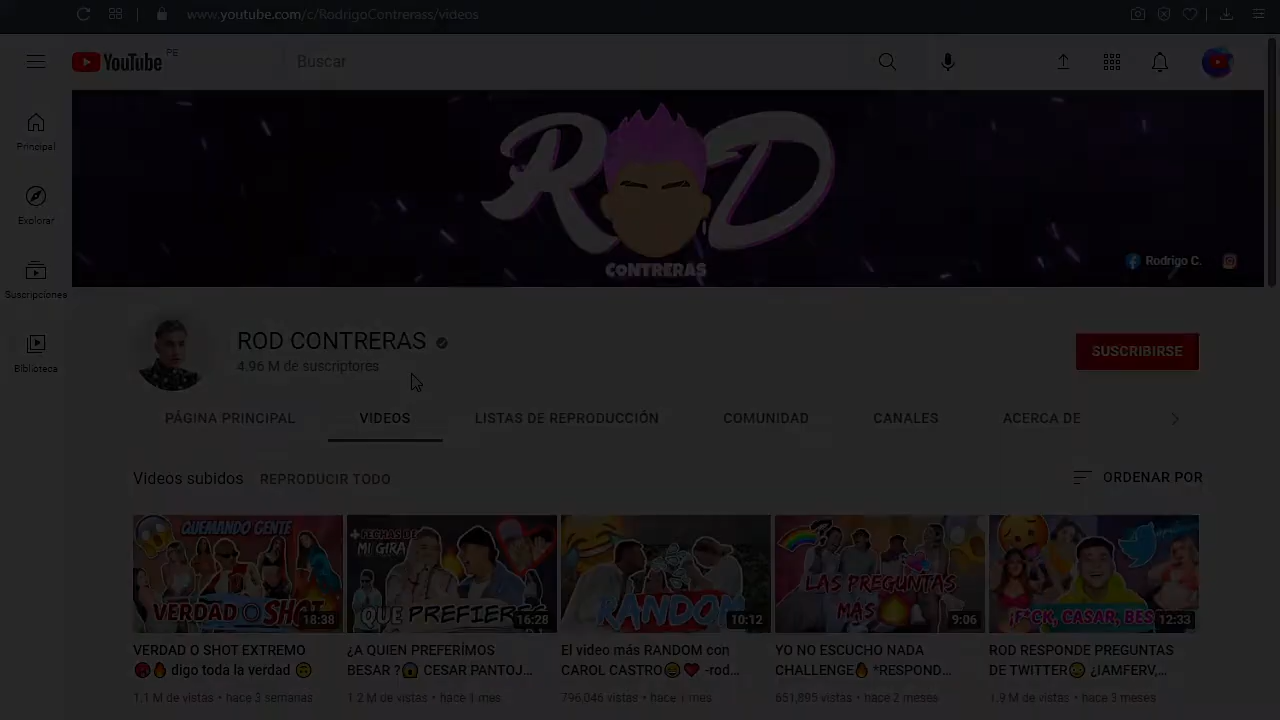 www.youtube.com/c/RodrigoContrerass/videos
YouTube PE
Buscar
Principal
Explorar
Suscripciones
Biblioteca
ROD
CONTRERAS
Rodrigo C.
ROD CONTRERAS
4.96 M de suscriptores
SUSCRIBIRSE
PÁGINA PRINCIPAL VIDEOS LISTAS DE REPRODUCCIÓN COMUNIDAD CANALES ACERCA DE
Videos subidos REPRODUCIR TODO ORDENAR POR
QUEMANDO GENTE
VERDAD O SHOT
18:38
+FECHAS DE
MI GIRA
QUE PREFIERES
16:28
RANDOM
10:12
LAS PREGUNTAS
MAS
9:06
F*CK, CASAR, BES
12:33
VERDAD O SHOT EXTREMO
😡🔥 digo toda la verdad 🙃
1.1 M de vistas • hace 3 semanas
¿A QUIEN PREFERÍMOS
BESAR ?😱 CESAR PANTOJ...
1.2 M de vistas • hace 1 mes
El video más RANDOM con
CAROL CASTRO😂❤️ -rod...
796,046 vistas • hace 1 mes
YO NO ESCUCHO NADA
CHALLENGE🔥 *RESPOND...
651,895 vistas • hace 2 meses
ROD RESPONDE PREGUNTAS
DE TWITTER😳 ¿IAMFERV,...
1.9 M de vistas • hace 3 meses